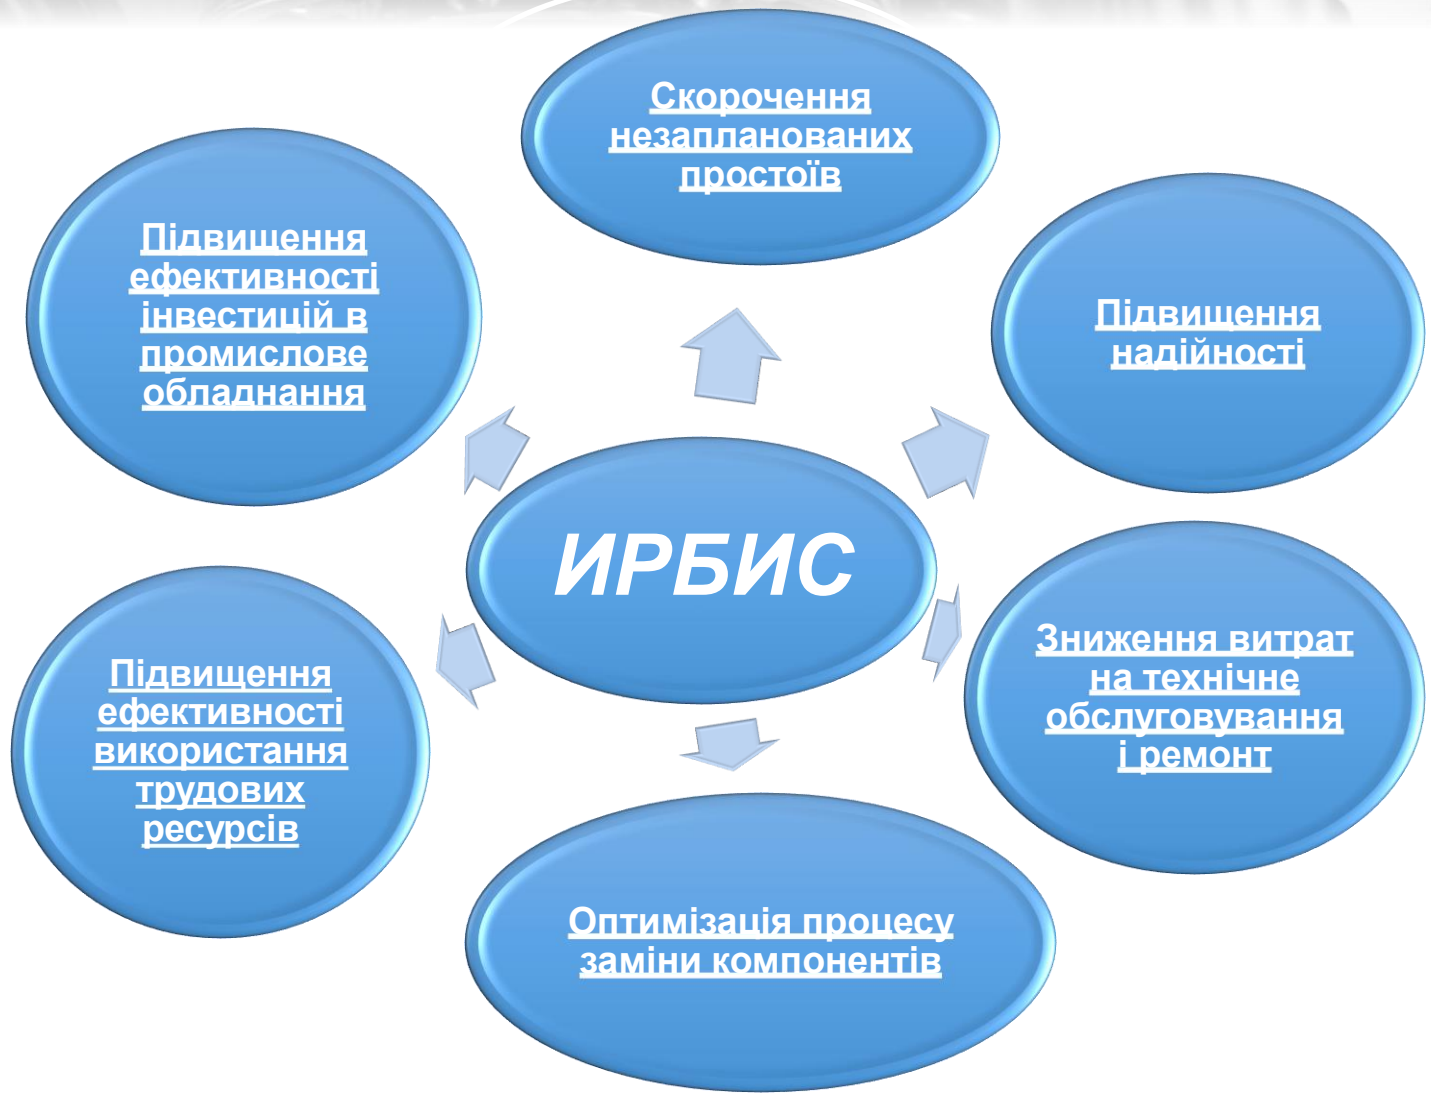 Скорочення
незапланованих
простоїв
Підвищення
ефективності
інвестицій в
промислове
обладнання
Підвищення
надійності
ИРБИС
Зниження витрат
на технічне
обслуговування
і ремонт
Підвищення
ефективності
використання
трудових
ресурсів
Оптимізація процесу
заміни компонентів